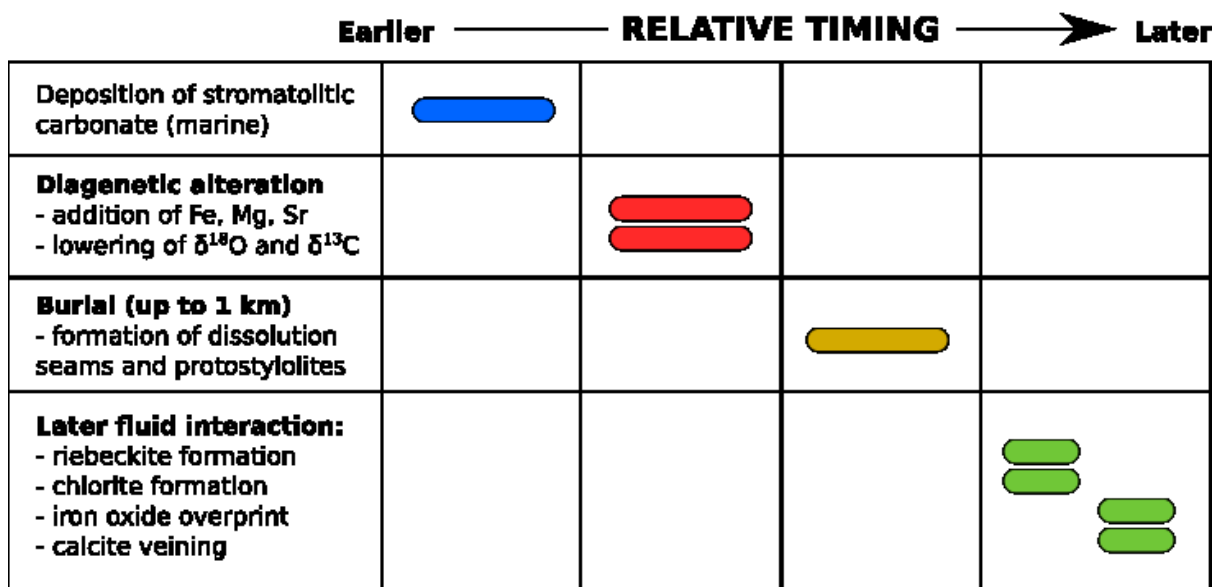 Earlier RELATIVE TIMING Later
Deposition of stromatolitic
carbonate (marine)
Diagenetic alteration
- addition of Fe, Mg, Sr
- lowering of δ¹⁸O and δ¹³C
Burial (up to 1 km)
- formation of dissolution
seams and protostylolites
Later fluid interaction:
- riebeckite formation
- chlorite formation
- iron oxide overprint
- calcite veining